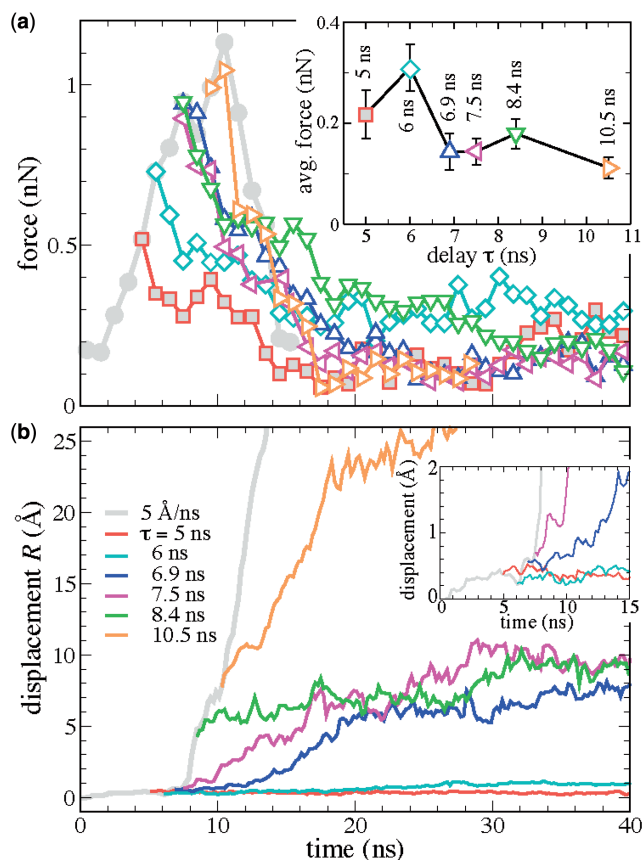 (a)
force (nN)
1
0.5
0
avg. force (nN)
0.4
0.2
0
5 ns
6 ns
6.9 ns
7.5 ns
8.4 ns
10.5 ns
5 6 7 8 9 10 11
delay τ (ns)
(b)
displacement R (Å)
25
20
15
10
5
0
5 Å/ns
τ = 5 ns
6 ns
6.9 ns
7.5 ns
8.4 ns
10.5 ns
displacement (Å)
2
1
0
0 5 10 15
time (ns)
0 10 20 30 40
time (ns)